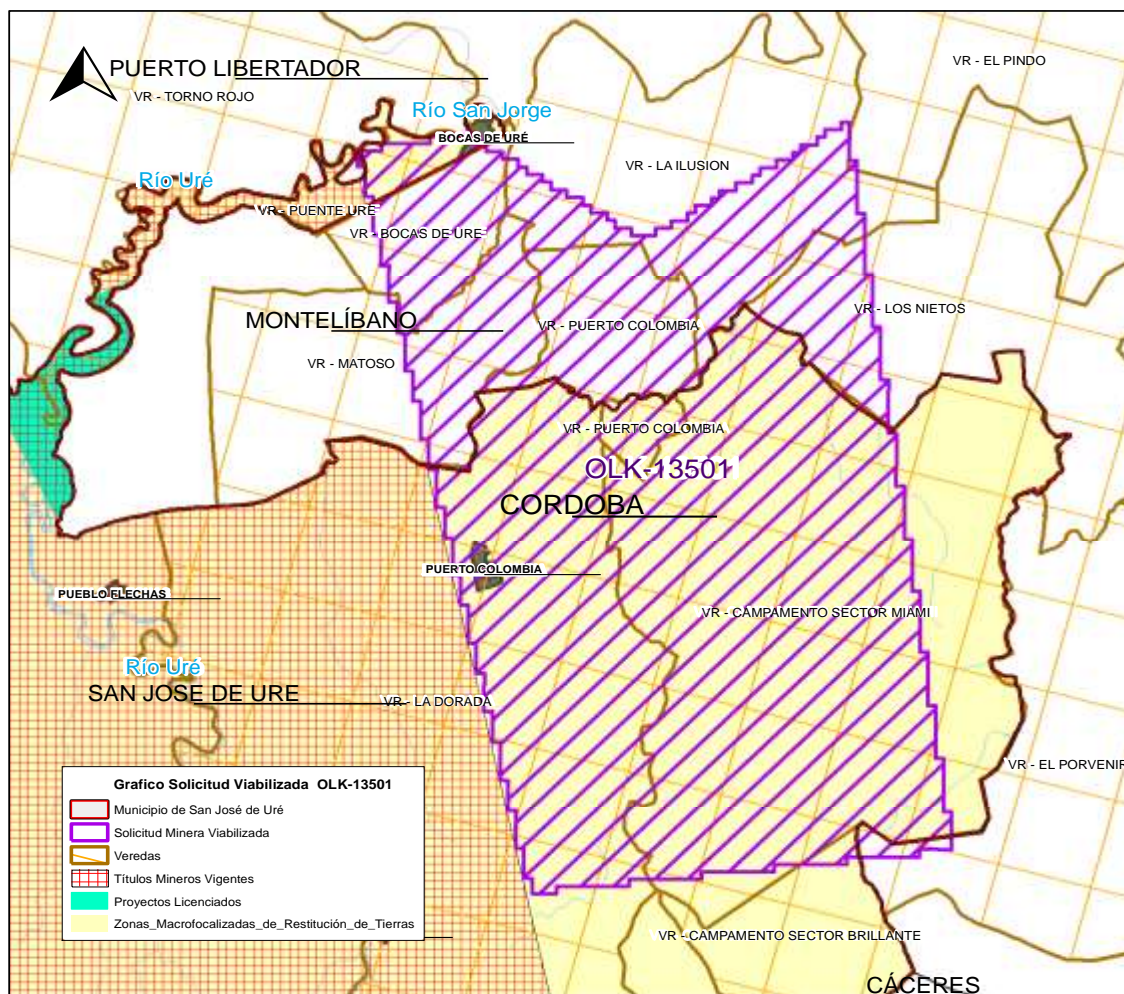 VR - EL PINDO
PUERTO LIBERTADOR
VR - TORNO ROJO
Río San Jorge
BOCAS DE URÉ
VR - LA ILUSION
Río Uré
VR - PUENTE URÉ
VR - BOCAS DE URE
VR - LOS NIETOS
MONTELÍBANO
VR - PUERTO COLOMBIA
VR - MATOSO
VR - PUERTO COLOMBIA
OLK-13501
CORDOBA
PUERTO COLOMBIA
PUEBLO FLECHAS
VR - CAMPAMENTO SECTOR MIAMI
Río Uré
SAN JOSE DE URE
VR - LA DORADA
VR - EL PORVENIR
Grafico Solicitud Viabilizada OLK-13501
Municipio de San José de Uré
Solicitud Minera Viabilizada
Veredas
Títulos Mineros Vigentes
Proyectos Licenciados
Zonas_Macrofocalizadas_de_Restitución_de_Tierras
VR - CAMPAMENTO SECTOR BRILLANTE
CÁCERES